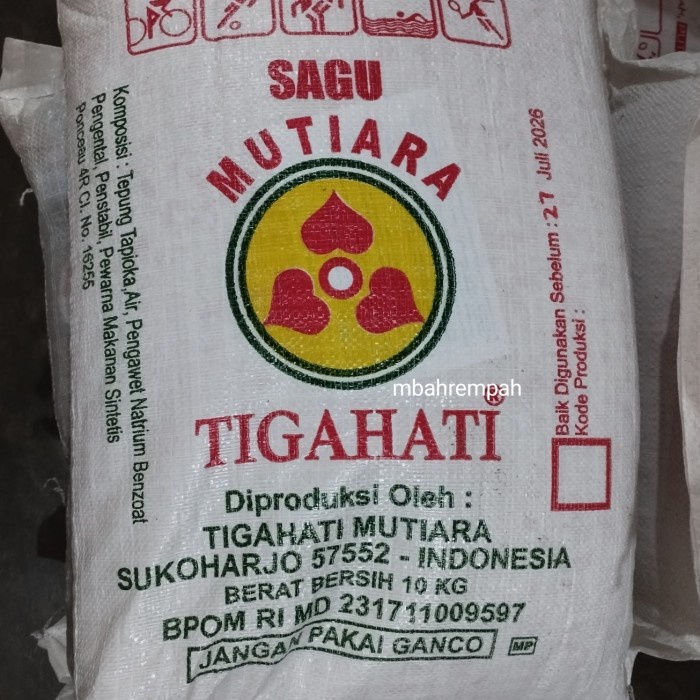 SAGU
MUTIARA
Komposisi : Tepung Tapioka,Air, Pengawet Natrium Benzoat
Pengental, Penstabil, Pewarna Makanan Sintetis
Ponceau 4R CI. No. 16255
Baik Digunakan Sebelum : 27 Juli 2026
Kode Produksi :
mbahrempah
TIGAHATI ®
Diproduksi Oleh :
TIGAHATI MUTIARA
SUKOHARJO 57552 - INDONESIA
BERAT BERSIH 10 KG
BPOM RI MD 231711009597
JANGAN PAKAI GANCO
MP